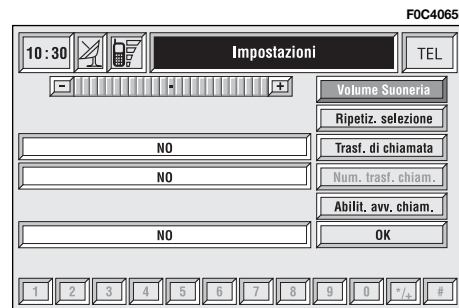 F0C4065
10:30 Impostazioni TEL
- + Volume Suoneria
Ripetiz. selezione
NO Trasf. di chiamata
NO Num. trasf. chiam.
Abilit. avv. chiam.
NO OK
1 2 3 4 5 6 7 8 9 0 */+ #